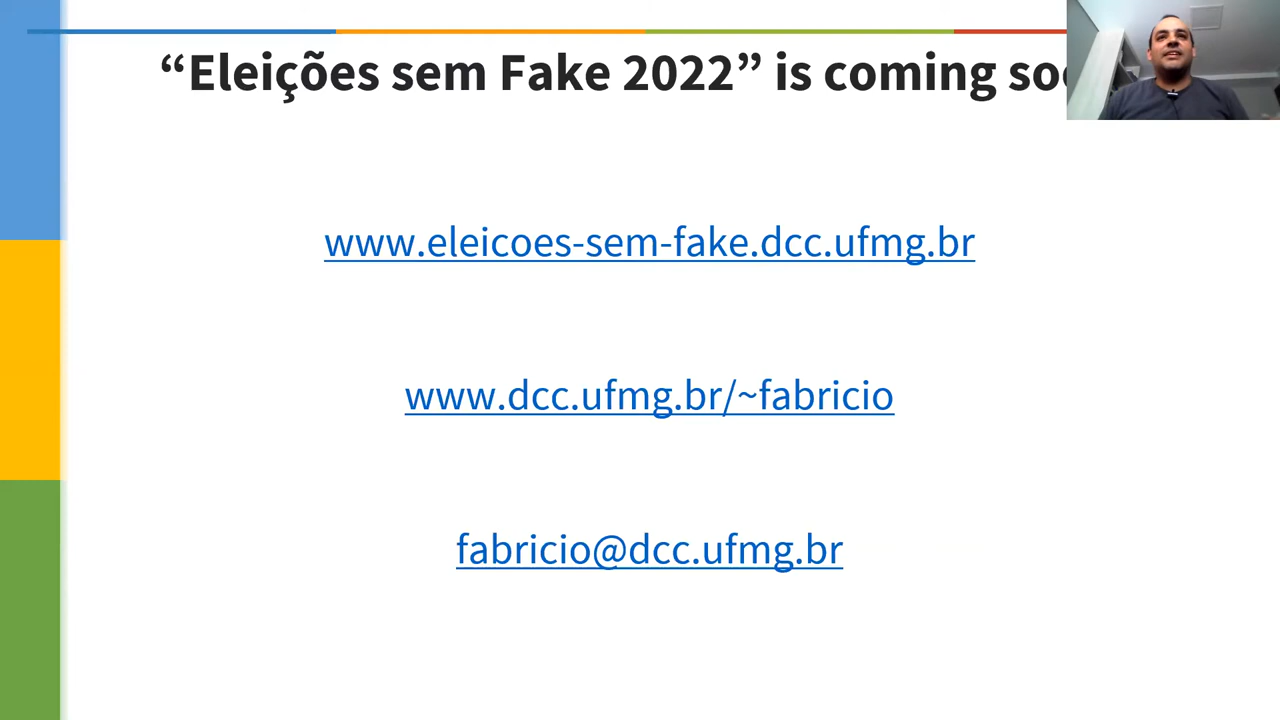 “Eleições sem Fake 2022” is coming
www.eleicoes-sem-fake.dcc.ufmg.br
www.dcc.ufmg.br/~fabricio
fabricio@dcc.ufmg.br